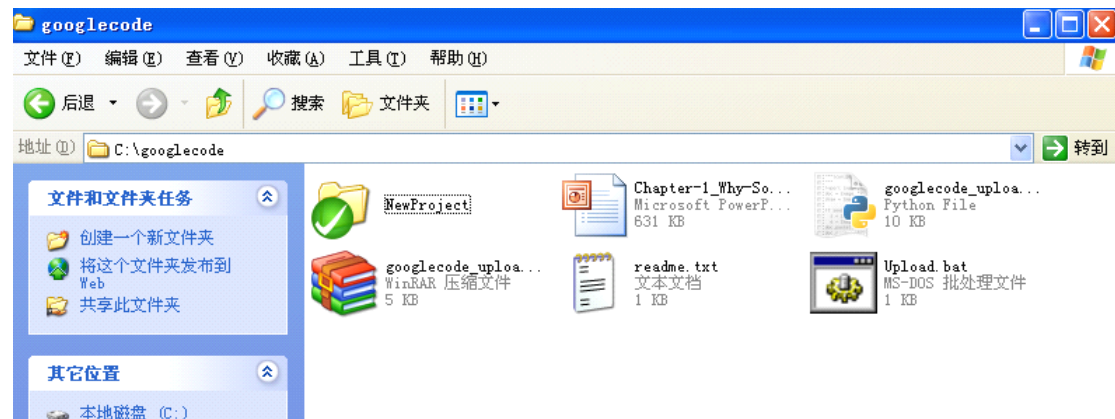 googlecode
文件(F) 编辑(E) 查看(V) 收藏(A) 工具(T) 帮助(H)
后退 搜索 文件夹
地址(D) C:\googlecode 转到
文件和文件夹任务
创建一个新文件夹
将这个文件夹发布到
Web
共享此文件夹
其它位置
本地磁盘 (C:)
NewProject
Chapter-1_Why-So...
Microsoft PowerP...
631 KB
googlecode_uploa...
Python File
10 KB
googlecode_uploa...
WinRAR 压缩文件
5 KB
readme.txt
文本文档
1 KB
Upload.bat
MS-DOS 批处理文件
1 KB